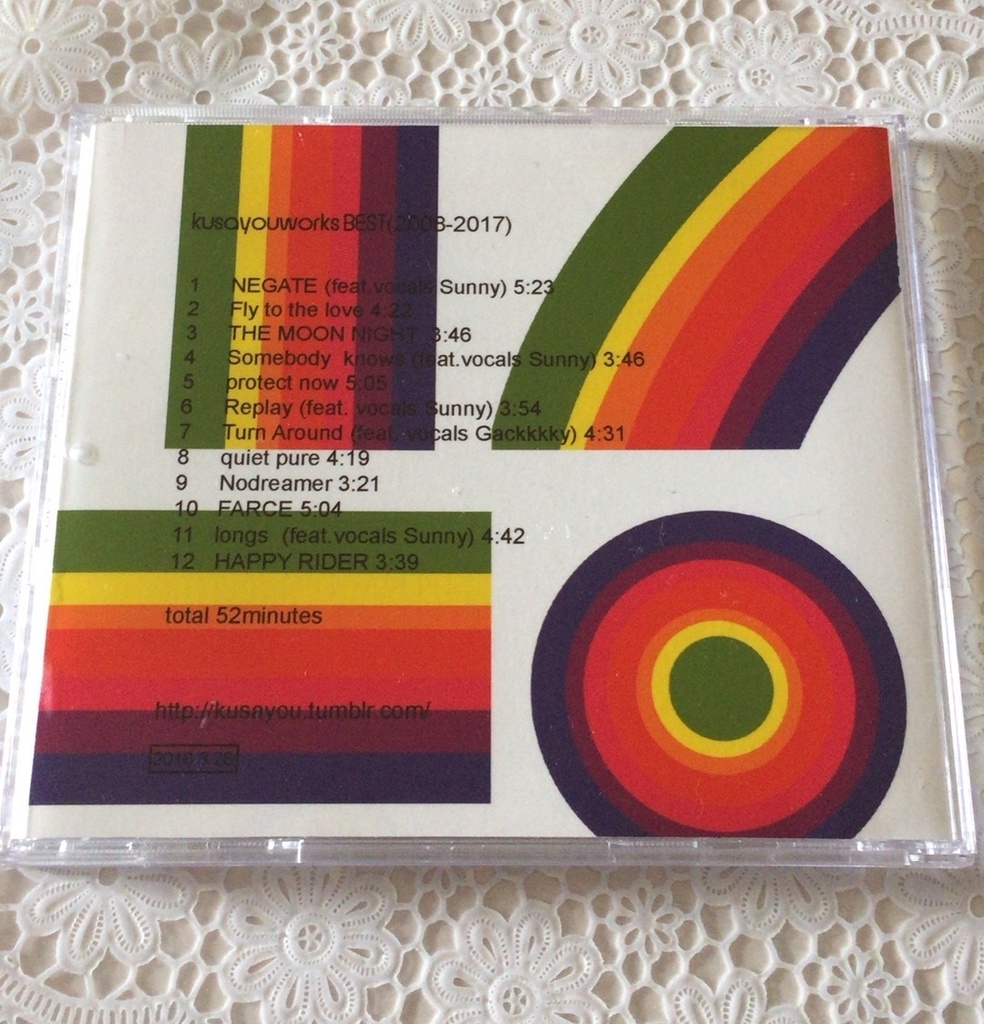 kusayouworks BEST(2008-2017)
1 NEGATE (feat.vocals Sunny) 5:23
2 Fly to the love 4:22
3 THE MOON NIGHT 3:46
4 Somebody knows (feat.vocals Sunny) 3:46
5 protect now 5:05
6 Replay (feat. vocals Sunny) 3:54
7 Turn Around (feat. vocals Gackkkky) 4:31
8 quiet pure 4:19
9 Nodreamer 3:21
10 FARCE 5:04
11 longs (feat.vocals Sunny) 4:42
12 HAPPY RIDER 3:39
total 52minutes
http://kusayou.tumblr.com/